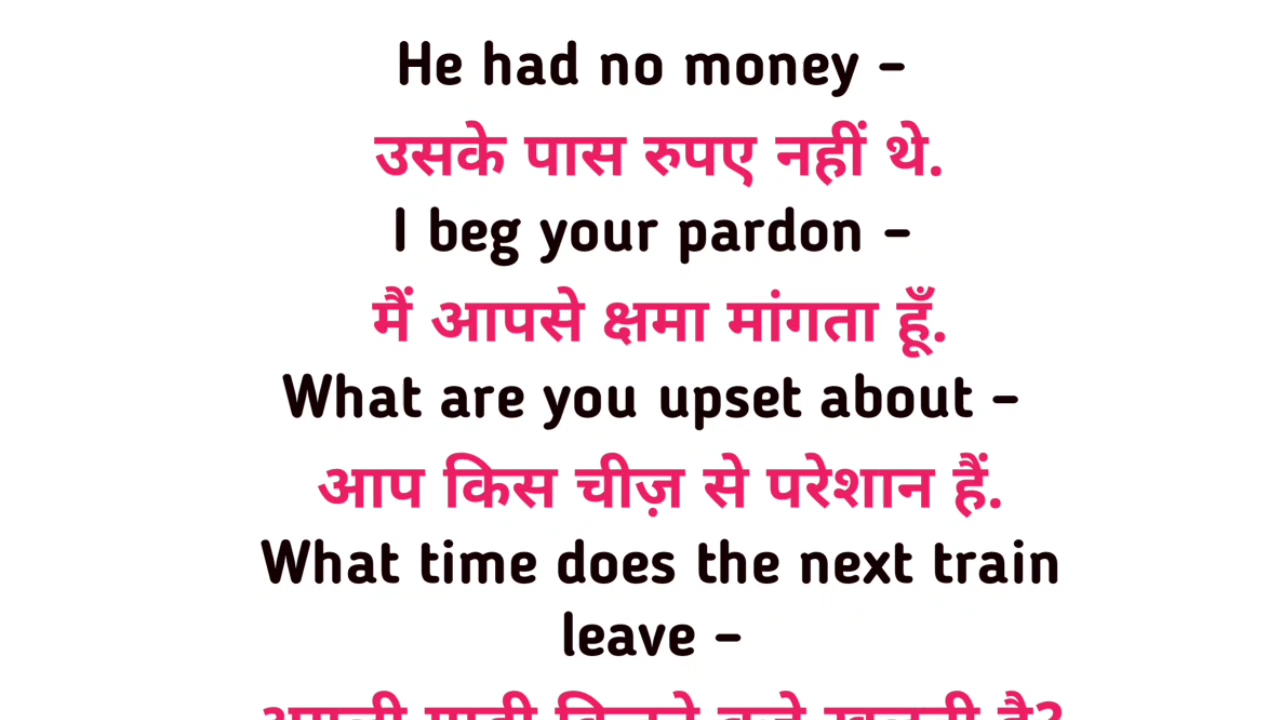 He had no money –
उसके पास रुपए नहीं थे.
I beg your pardon –
मैं आपसे क्षमा मांगता हूँ.
What are you upset about –
आप किस चीज़ से परेशान हैं.
What time does the next train
leave –